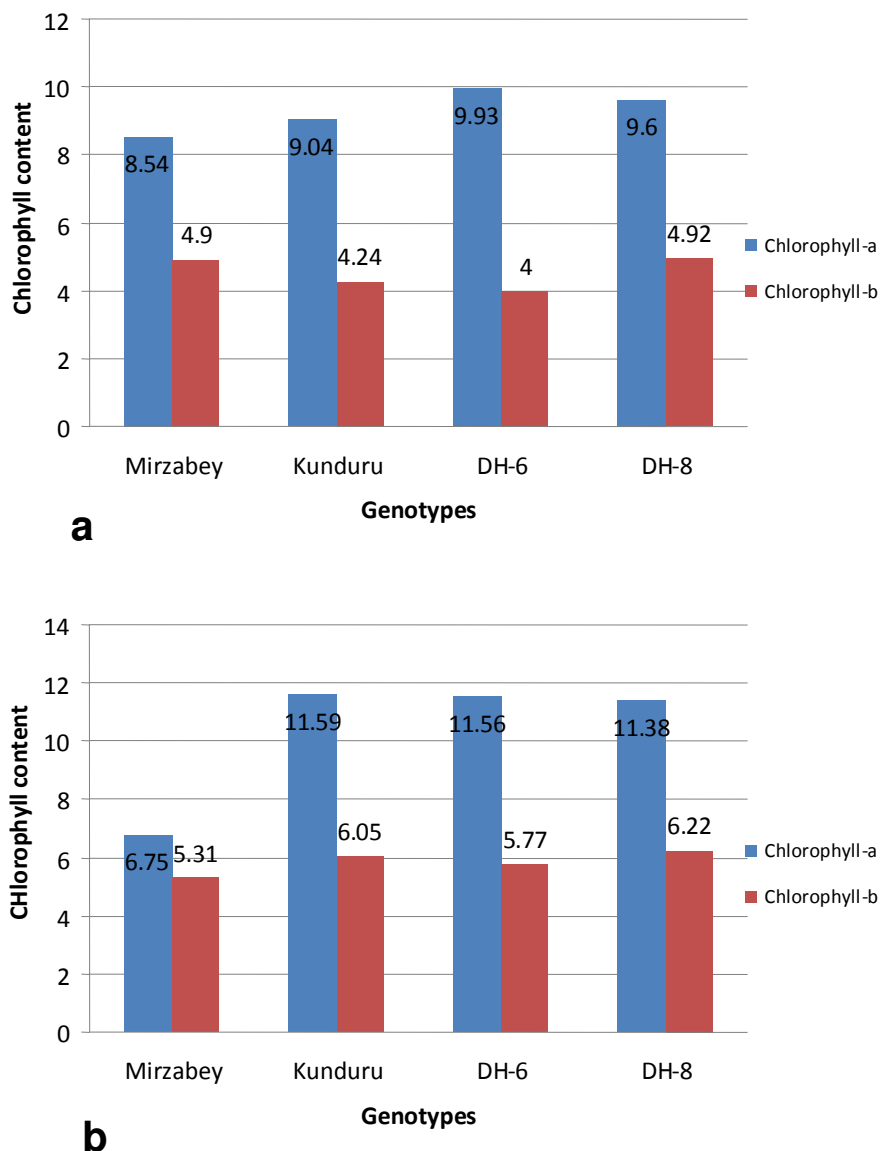 12
10
8
6
4
2
0
Chlorophyll content
8.54
4.9
9.04
4.24
9.93
4
9.6
4.92
Chlorophyll-a
Chlorophyll-b
Mirzabey Kunduru DH-6 DH-8
Genotypes
a
14
12
10
8
6
4
2
0
CHlorophyll content
6.75
5.31
11.59
6.05
11.56
5.77
11.38
6.22
Chlorophyll-a
Chlorophyll-b
Mirzabey Kunduru DH-6 DH-8
Genotypes
b